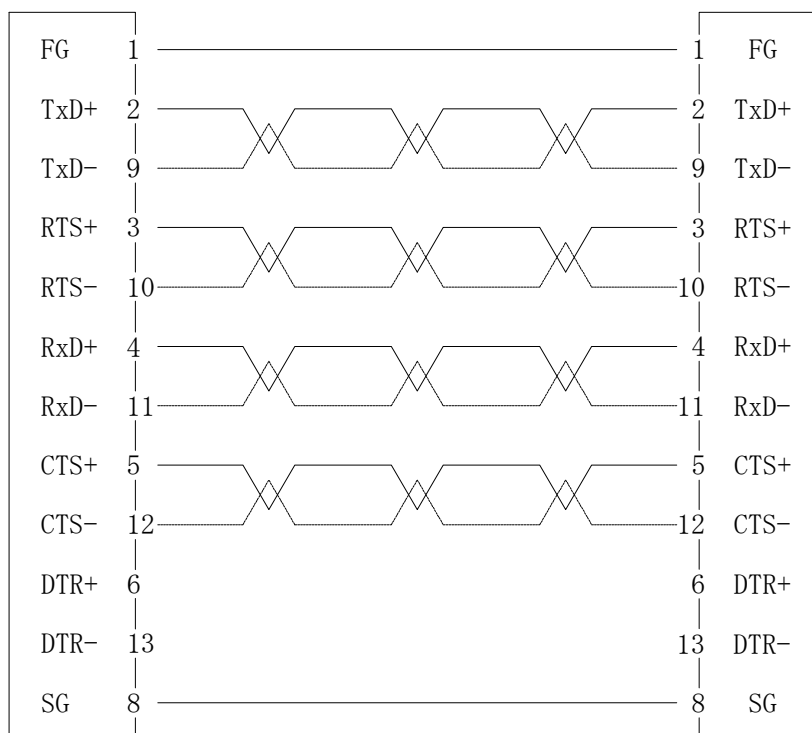 FG 1 1 FG
TxD+ 2 2 TxD+
TxD- 9 9 TxD-
RTS+ 3 3 RTS+
RTS- 10 10 RTS-
RxD+ 4 4 RxD+
RxD- 11 11 RxD-
CTS+ 5 5 CTS+
CTS- 12 12 CTS-
DTR+ 6 6 DTR+
DTR- 13 13 DTR-
SG 8 8 SG